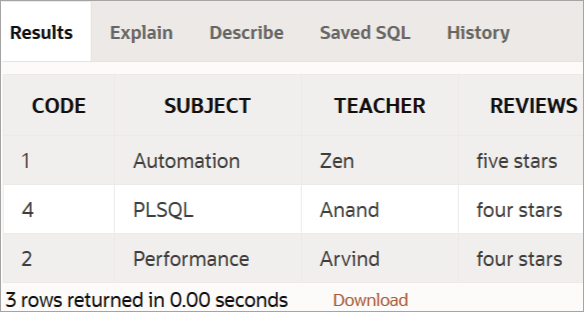 Results Explain Describe Saved SQL History
CODE SUBJECT TEACHER REVIEWS
1 Automation Zen five stars
4 PLSQL Anand four stars
2 Performance Arvind four stars
3 rows returned in 0.00 seconds Download